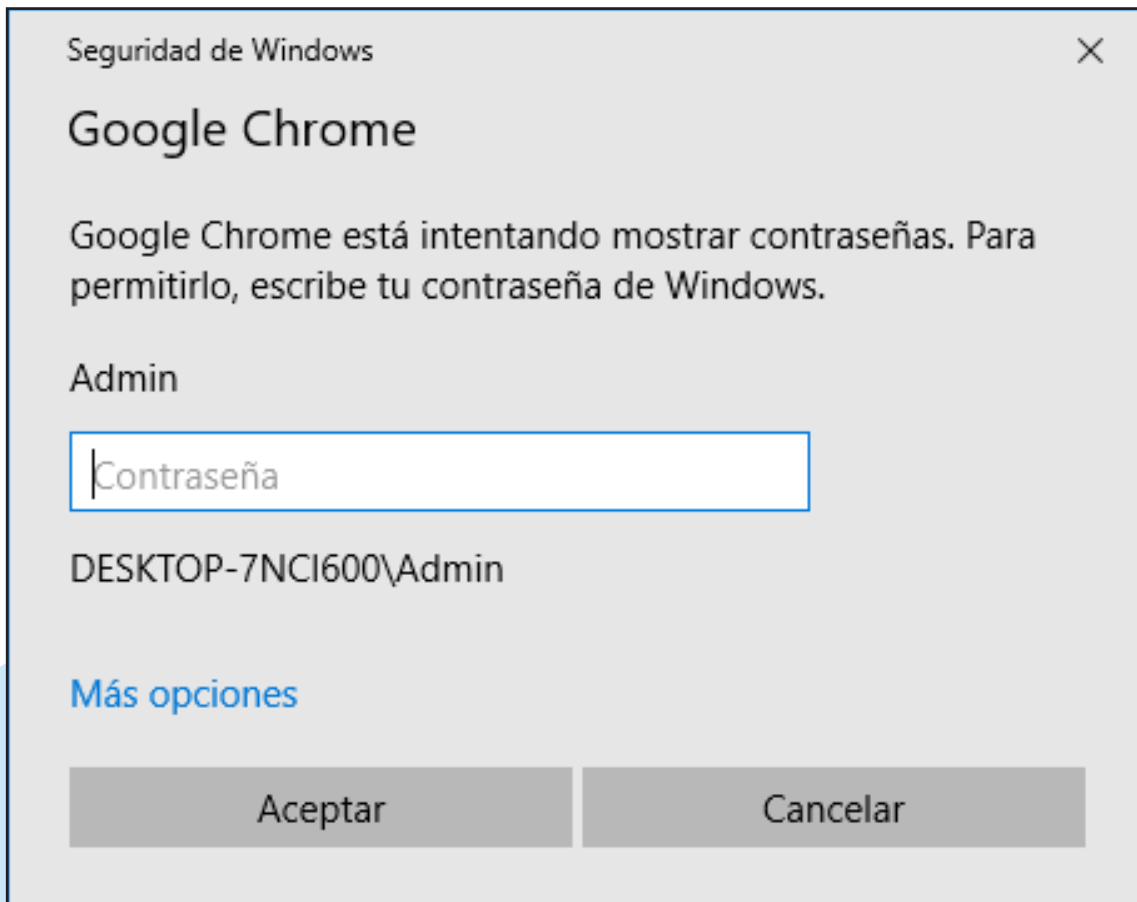 Seguridad de Windows
Google Chrome
Google Chrome está intentando mostrar contraseñas. Para
permitirlo, escribe tu contraseña de Windows.
Admin
Contraseña
DESKTOP-7NCI600\Admin
Más opciones
Aceptar
Cancelar